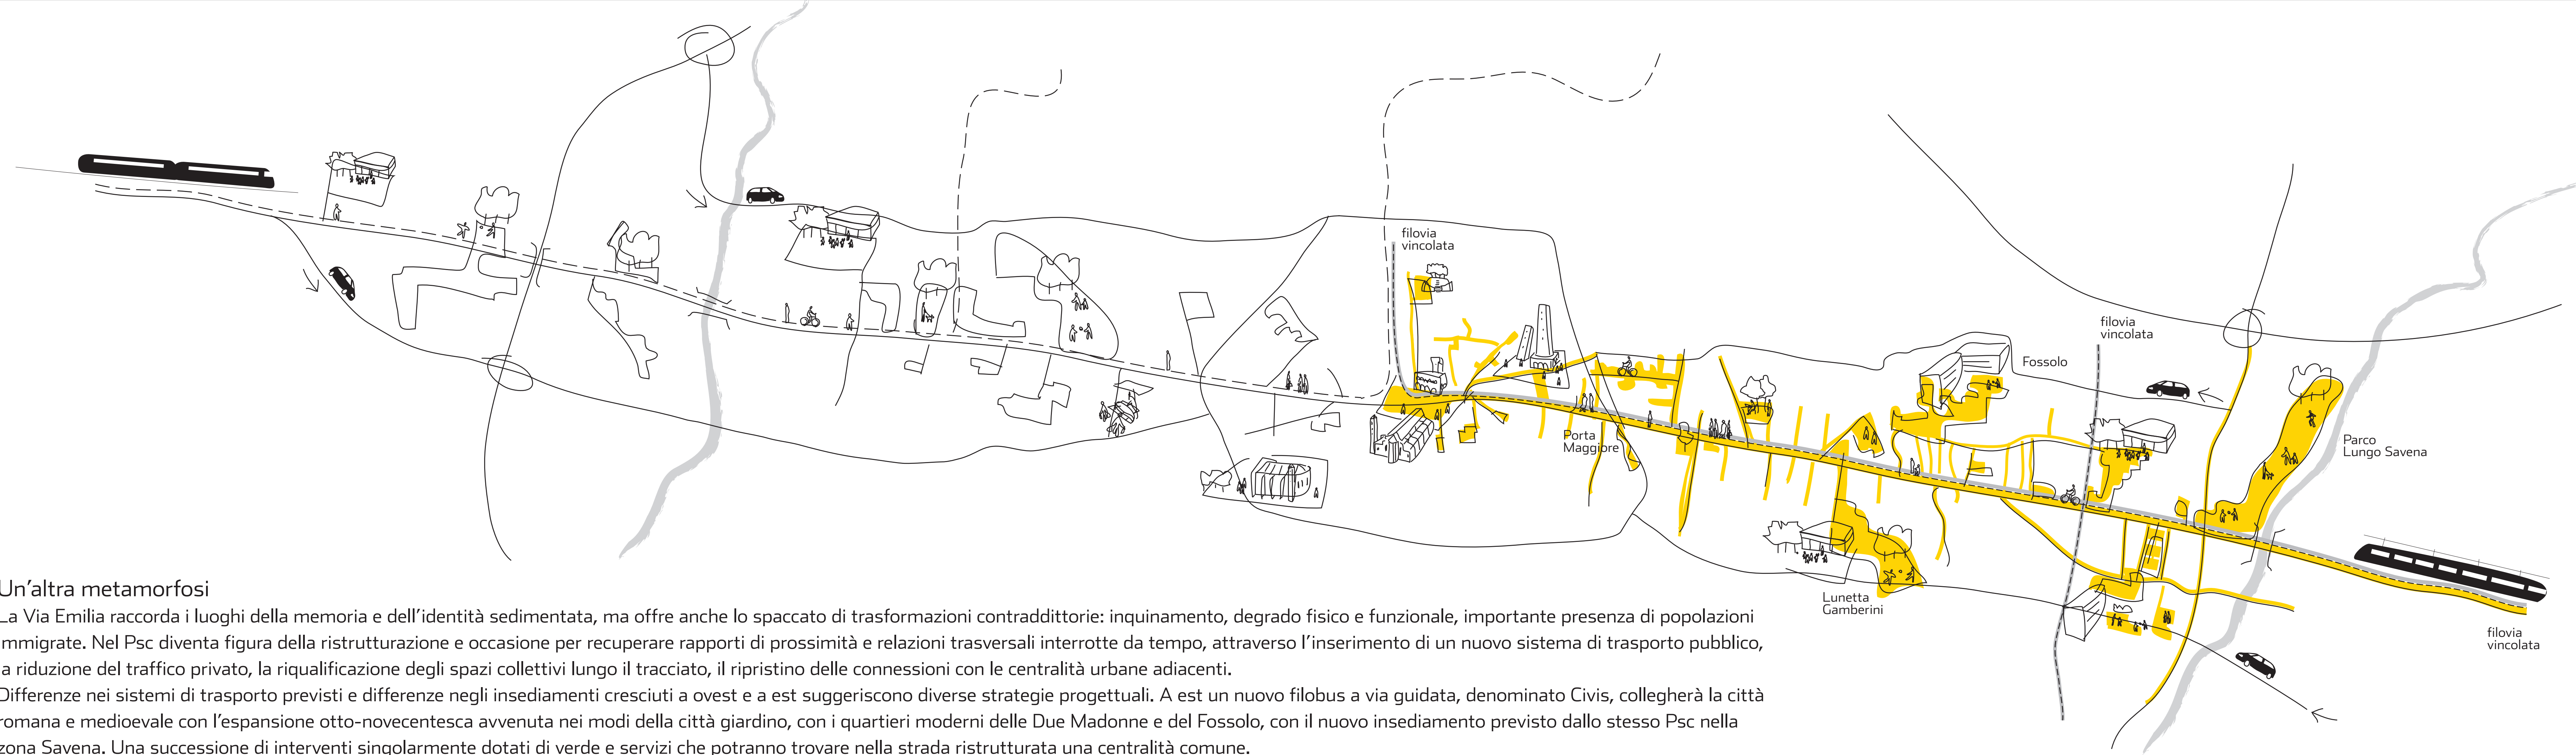 filovia
vincolata
filovia
vincolata
Fossolo
Porta
Maggiore
Parco
Lungo Savena
Lunetta
Gamberini
filovia
vincolata
Un'altra metamorfosi
La Via Emilia raccorda i luoghi della memoria e dell'identità sedimentata, ma offre anche lo spaccato di trasformazioni contraddittorie: inquinamento, degrado fisico e funzionale, importante presenza di popolazioni
immigrate. Nel Psc diventa figura della ristrutturazione e occasione per recuperare rapporti di prossimità e relazioni trasversali interrotte da tempo, attraverso l'inserimento di un nuovo sistema di trasporto pubblico,
la riduzione del traffico privato, la riqualificazione degli spazi collettivi lungo il tracciato, il ripristino delle connessioni con le centralità urbane adiacenti.
Differenze nei sistemi di trasporto previsti e differenze negli insediamenti cresciuti a ovest e a est suggeriscono diverse strategie progettuali. A est un nuovo filobus a via guidata, denominato Civis, collegherà la città
romana e medioevale con l'espansione otto-novecentesca avvenuta nei modi della città giardino, con i quartieri moderni delle Due Madonne e del Fossolo, con il nuovo insediamento previsto dallo stesso Psc nella
zona Savena. Una successione di interventi singolarmente dotati di verde e servizi che potranno trovare nella strada ristrutturata una centralità comune.